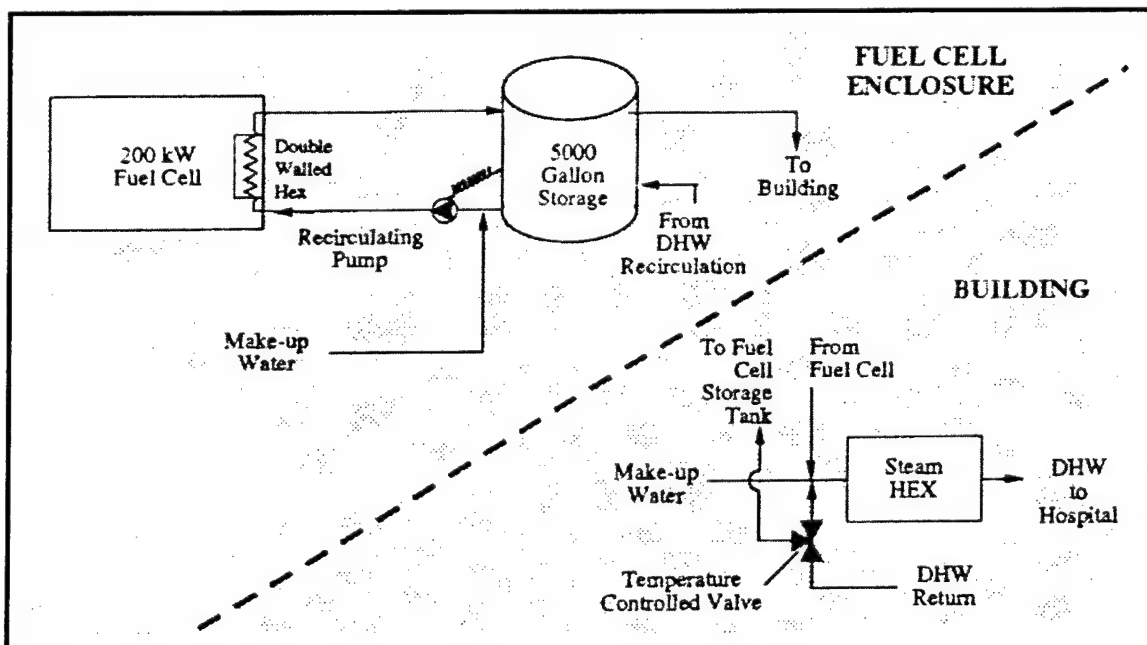 FUEL CELL
ENCLOSURE
200 kW
Fuel Cell
Double
Walled
Hex
5000
Gallon
Storage
To
Building
Recirculating
Pump
From
DHW
Recirculation
Make-up
Water
BUILDING
To Fuel
Cell
Storage
Tank
From
Fuel Cell
Make-up
Water
Steam
HEX
DHW
to
Hospital
Temperature
Controlled Valve
DHW
Return